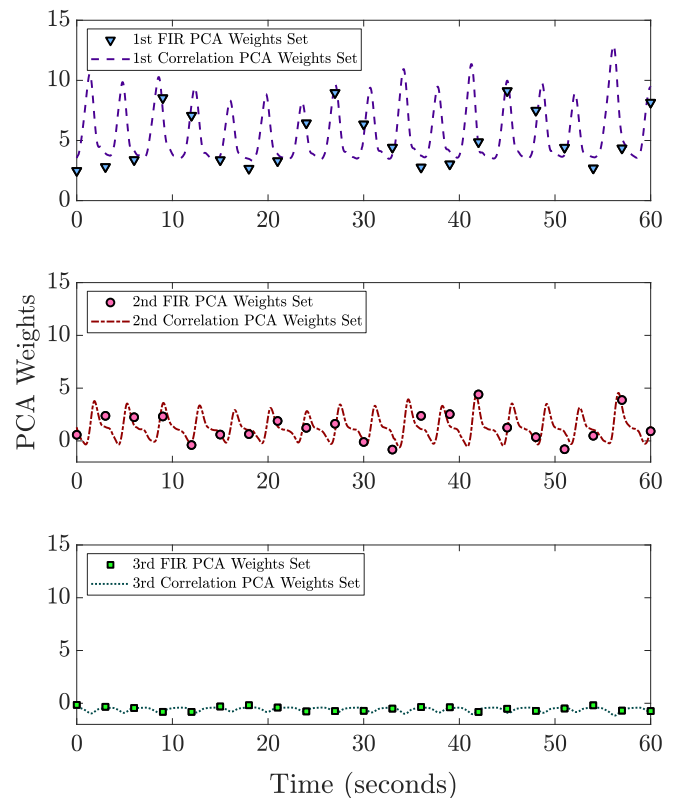 15
10
5
0
1st FIR PCA Weights Set
1st Correlation PCA Weights Set
0 10 20 30 40 50 60
PCA Weights
15
10
5
0
2nd FIR PCA Weights Set
2nd Correlation PCA Weights Set
0 10 20 30 40 50 60
15
10
5
0
3rd FIR PCA Weights Set
3rd Correlation PCA Weights Set
0 10 20 30 40 50 60
Time (seconds)